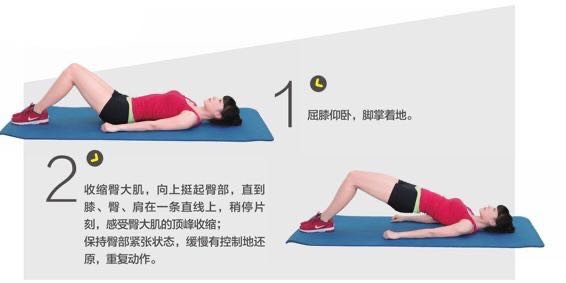 1
屈膝仰卧，脚掌着地。
2
收缩臀大肌，向上挺起臀部，直到
膝、臀、肩在一条直线上，稍停片
刻，感受臀大肌的顶峰收缩；
保持臀部紧张状态，缓慢有控制地还
原，重复动作。